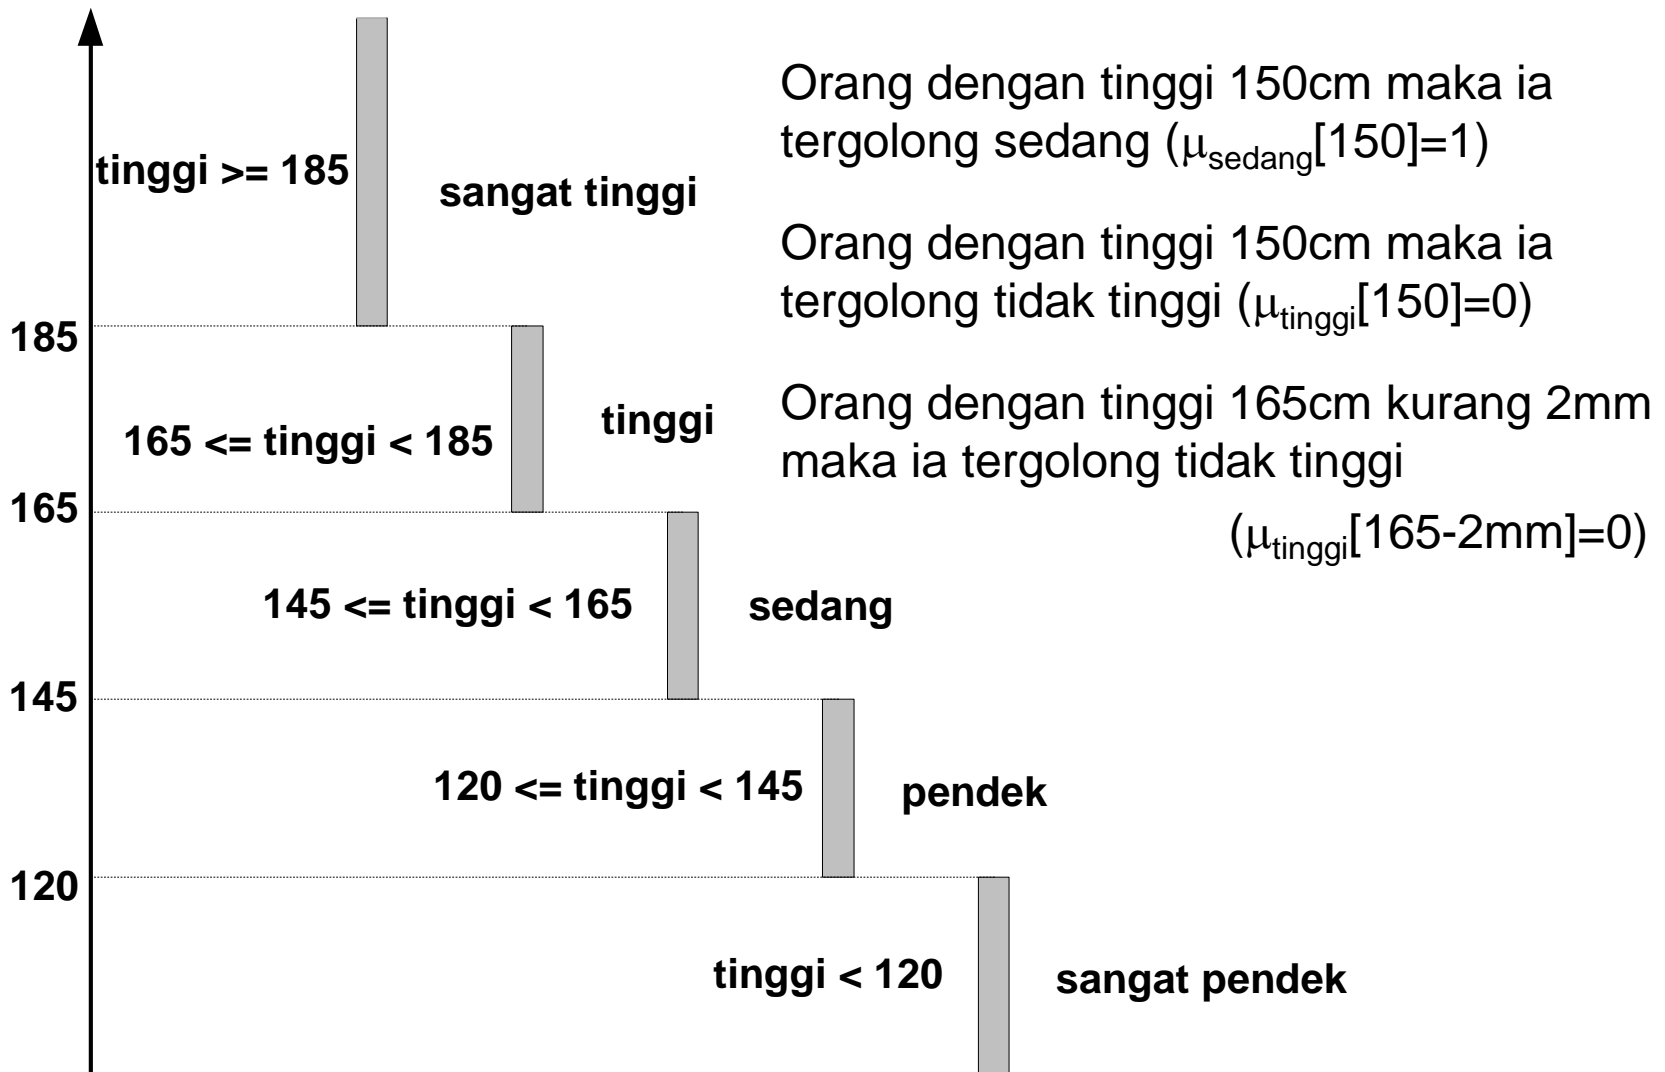 Orang dengan tinggi 150cm maka ia
tergolong sedang (μsedang[150]=1)
tinggi >= 185
sangat tinggi
Orang dengan tinggi 150cm maka ia
tergolong tidak tinggi (μtinggi[150]=0)
185
165 <= tinggi < 185
tinggi
Orang dengan tinggi 165cm kurang 2mm
maka ia tergolong tidak tinggi
(μtinggi[165-2mm]=0)
165
145 <= tinggi < 165
sedang
145
120 <= tinggi < 145
pendek
120
tinggi < 120
sangat pendek